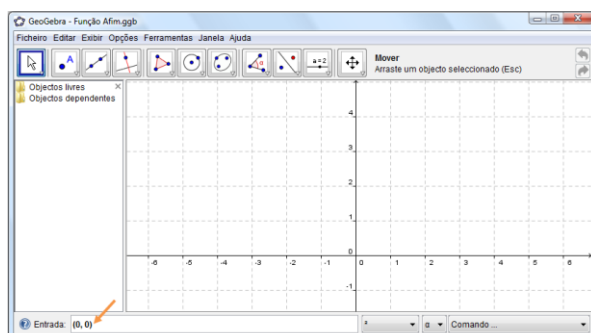 GeoGebra - Função Afim.ggb
Ficheiro Editar Exibir Opções Ferramentas Janela Ajuda
A
α
a=2
Mover
Arraste um objecto seleccionado (Esc)
Objectos livres
Objectos dependentes
4
3
2
1
0
-6 -5 -4 -3 -2 -1 0 1 2 3 4 5 6
-1
Entrada: (0, 0) ² α Comando ...